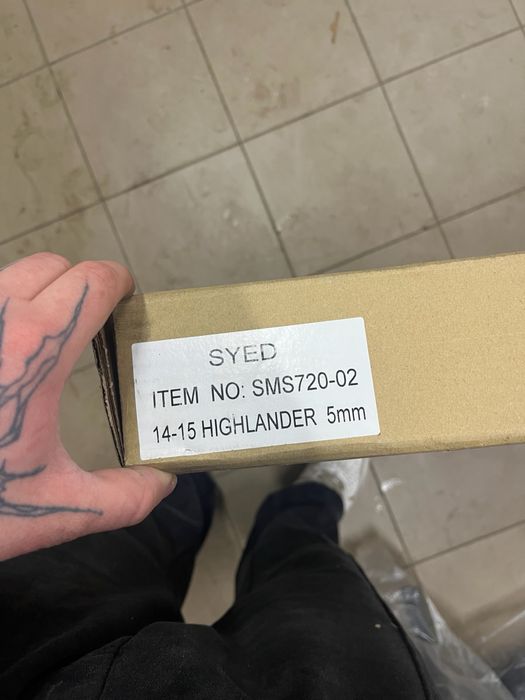 SYED
ITEM NO: SMS720-02
14-15 HIGHLANDER 5mm